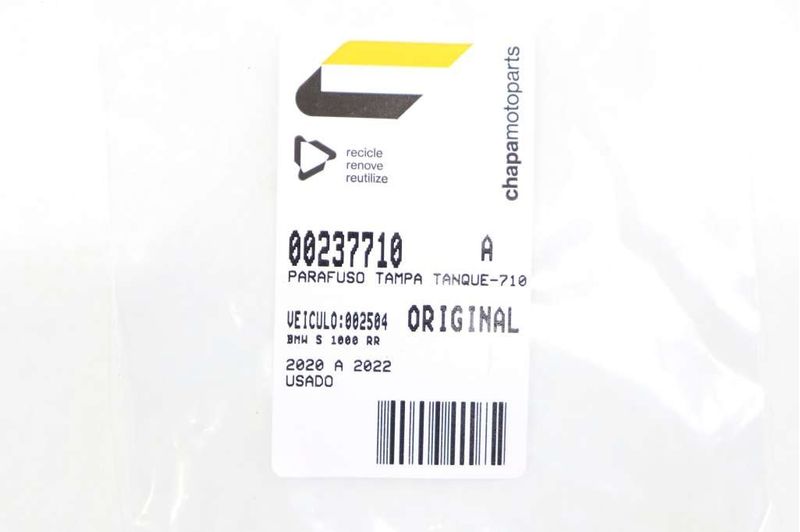 chapamotoparts
recicle
renove
reutilize
00237710 A
PARAFUSO TAMPA TANQUE-710
VEICULO:002504 ORIGINAL
BMW S 1000 RR
2020 A 2022
USADO